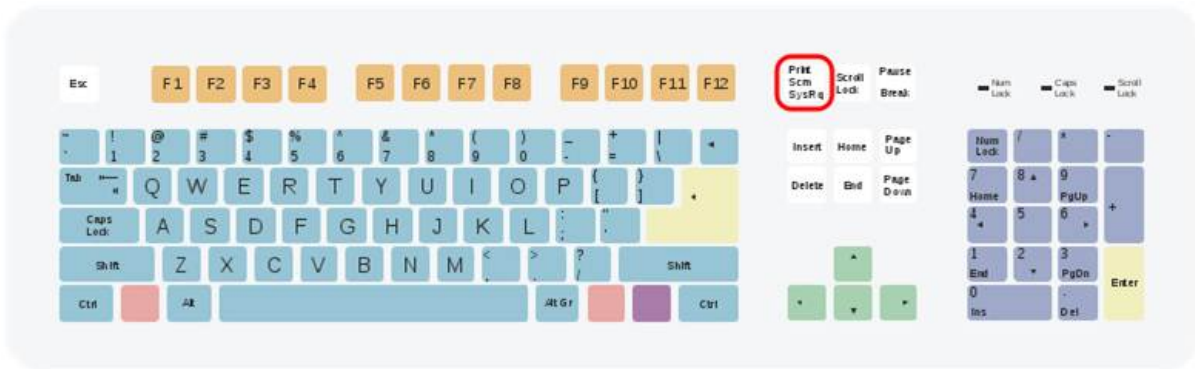 Esc F1 F2 F3 F4 F5 F6 F7 F8 F9 F10 F11 F12
Print
Scrn
SysRq
Scroll
Lock
Pause
Break
Num
Lock
Caps
Lock
Scroll
Lock
~ ! @ # $ % ^ & * ( ) _ + |
` 1 2 3 4 5 6 7 8 9 0 - = \
Insert Home Page
Up
Num
Lock
/ * -
Tab Q W E R T Y U I O P { }
[ ]
Delete End Page
Down
7 8 9
Home PgUp
+
Caps
Lock
A S D F G H J K L : "
; '
4 5 6
Shift Z X C V B N M < > ?
, . / Shift
1 2 3
End PgDn
Enter
Ctrl Alt Alt Gr Ctrl
0 .
Ins Del